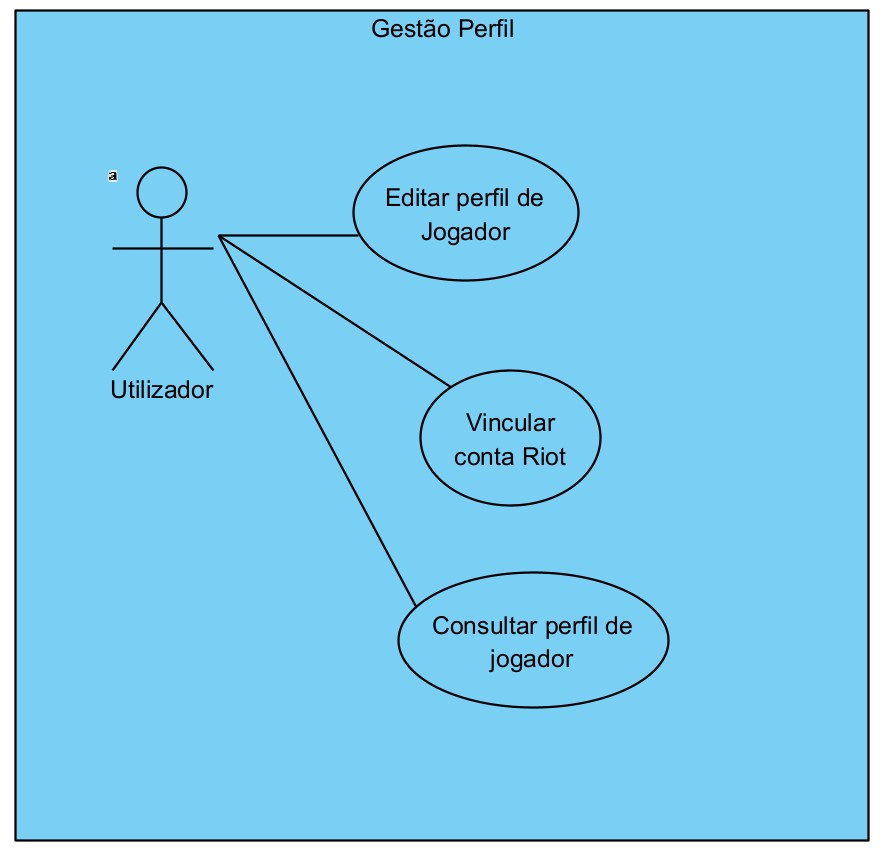 Gestão Perfil
a
Editar perfil de
Jogador
Utilizador
Vincular
conta Riot
Consultar perfil de
jogador